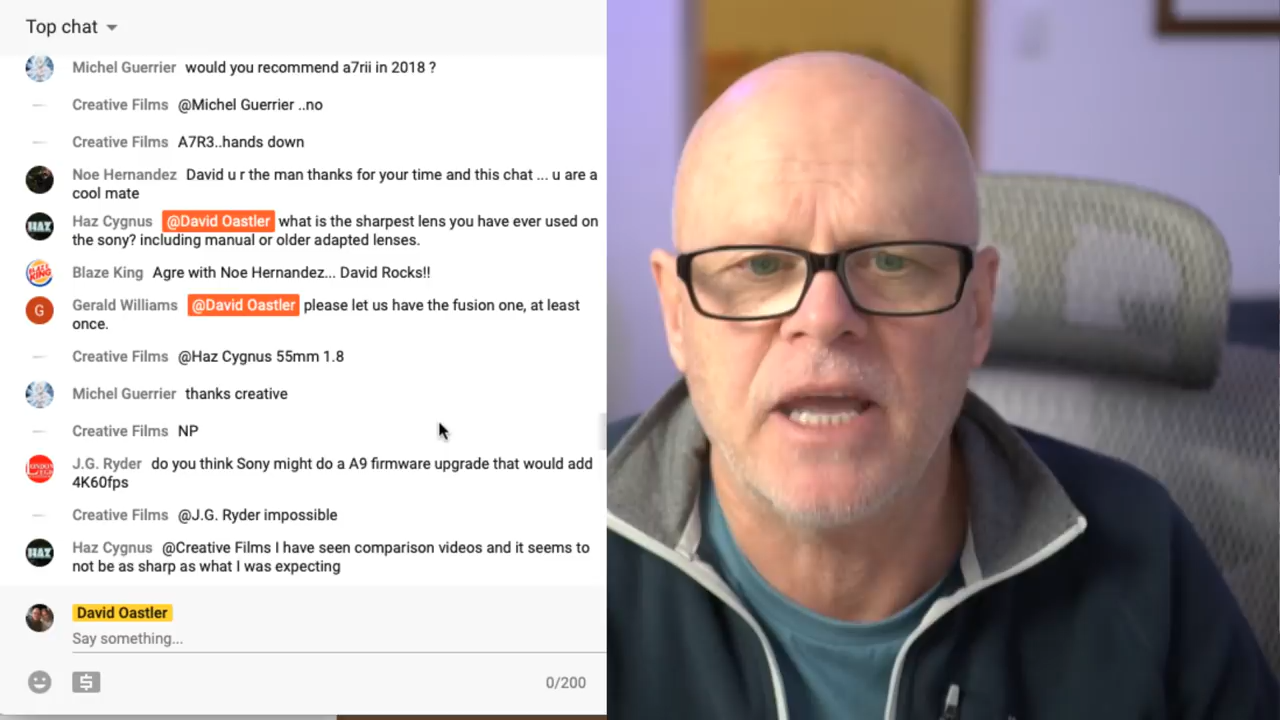 Top chat
Michel Guerrier would you recommend a7rii in 2018 ?
Creative Films @Michel Guerrier ..no
Creative Films A7R3..hands down
Noe Hernandez David u r the man thanks for your time and this chat ... u are a
cool mate
Haz Cygnus @David Oastler what is the sharpest lens you have ever used on
the sony? including manual or older adapted lenses.
Blaze King Agre with Noe Hernandez... David Rocks!!
Gerald Williams @David Oastler please let us have the fusion one, at least
once.
Creative Films @Haz Cygnus 55mm 1.8
Michel Guerrier thanks creative
Creative Films NP
J.G. Ryder do you think Sony might do a A9 firmware upgrade that would add
4K60fps
Creative Films @J.G. Ryder impossible
Haz Cygnus @Creative Films I have seen comparison videos and it seems to
not be as sharp as what I was expecting
David Oastler
Say something...
0/200